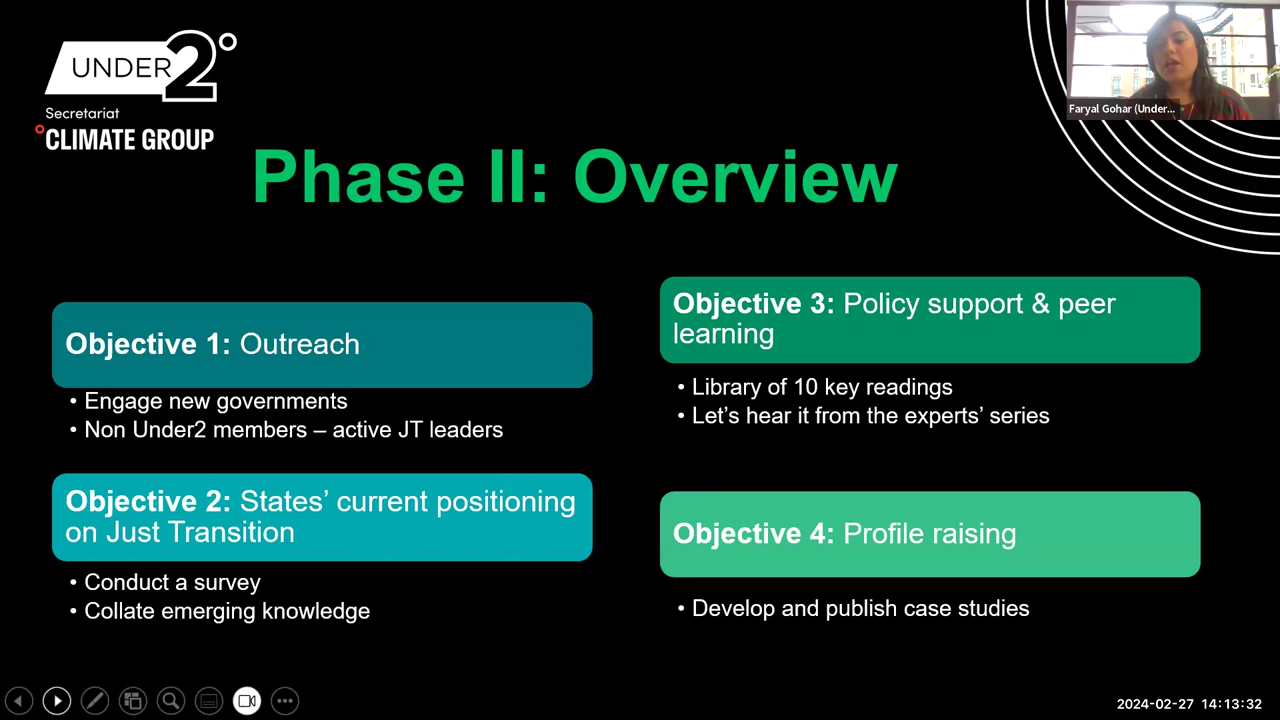 UNDER2°
Secretariat
°CLIMATE GROUP
Faryal Gohar (Under...
Phase II: Overview
Objective 1: Outreach
• Engage new governments
• Non Under2 members – active JT leaders
Objective 2: States’ current positioning
on Just Transition
• Conduct a survey
• Collate emerging knowledge
Objective 3: Policy support & peer
learning
• Library of 10 key readings
• Let’s hear it from the experts’ series
Objective 4: Profile raising
• Develop and publish case studies
2024-02-27 14:13:32